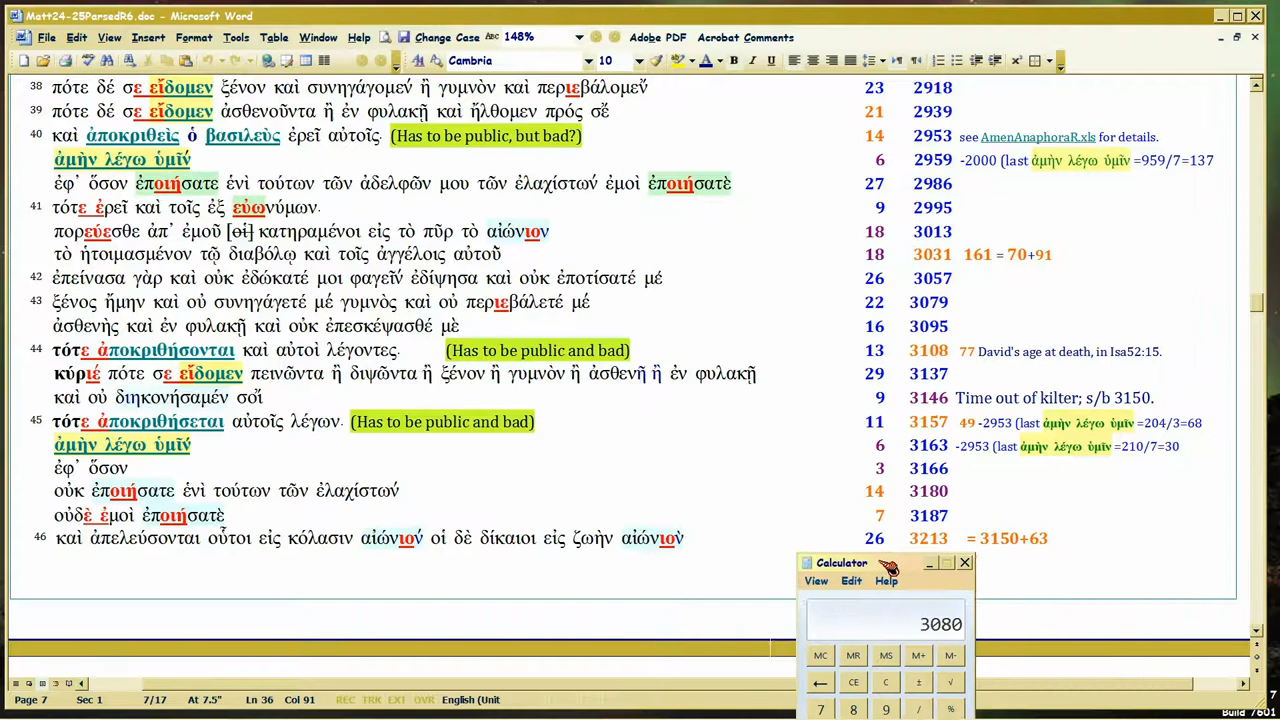 Matt24-25ParsedR6.doc - Microsoft Word
File Edit View Insert Format Tools Table Window Help Change Case 148% Adobe PDF Acrobat Comments
Cambria 10
38 πότε δέ σε εἴδομεν ξένον καὶ συνηγάγομεν´ ἢ γυμνὸν καὶ περιεβάλομεν῎ 23 2918
39 πότε δέ σε εἴδομεν ἀσθενοῦντα ἢ ἐν φυλακῇ καὶ ἤλθομεν πρός σε῎ 21 2939
40 καὶ ἀποκριθεὶς ὁ βασιλεὺς ἐρεῖ αὐτοῖς· (Has to be public, but bad?) 14 2953 see AmenAnaphoraR.xls for details.
ἀμὴν λέγω ὑμῖν´ 6 2959 -2000 (last ἀμὴν λέγω ὑμῖν =959/7=137
ἐφ᾽ ὅσον ἐποιήσατε ἑνὶ τούτων τῶν ἀδελφῶν μου τῶν ἐλαχίστων´ ἐμοὶ ἐποιήσατὲ 27 2986
41 τότε ἐρεῖ καὶ τοῖς ἐξ εὐωνύμων· 9 2995
πορεύεσθε ἀπ᾽ ἐμοῦ [οἱ] κατηραμένοι εἰς τὸ πῦρ τὸ αἰώνιον 18 3013
τὸ ἡτοιμασμένον τῷ διαβόλῳ καὶ τοῖς ἀγγέλοις αὐτοῦ῀ 18 3031 161 = 70+91
42 ἐπείνασα γὰρ καὶ οὐκ ἐδώκατέ μοι φαγεῖν´ ἐδίψησα καὶ οὐκ ἐποτίσατέ μέ 26 3057
43 ξένος ἤμην καὶ οὐ συνηγάγετέ μέ γυμνὸς καὶ οὐ περιεβάλετέ μέ 22 3079
ἀσθενὴς καὶ ἐν φυλακῇ καὶ οὐκ ἐπεσκέψασθέ μὲ 16 3095
44 τότε ἀποκριθήσονται καὶ αὐτοὶ λέγοντες· (Has to be public and bad) 13 3108 77 David's age at death, in Isa52:15.
κύριέ πότε σε εἴδομεν πεινῶντα ἢ διψῶντα ἢ ξένον ἢ γυμνὸν ἢ ἀσθενῆ ἢ ἐν φυλακῇ 29 3137
καὶ οὐ διηκονήσαμέν σοῖ 9 3146 Time out of kilter; s/b 3150.
45 τότε ἀποκριθήσεται αὐτοῖς λέγων· (Has to be public and bad) 11 3157 49 -2953 (last ἀμὴν λέγω ὑμῖν =204/3=68
ἀμὴν λέγω ὑμῖν´ 6 3163 -2953 (last ἀμὴν λέγω ὑμῖν =210/7=30
ἐφ᾽ ὅσον 3 3166
οὐκ ἐποιήσατε ἑνὶ τούτων τῶν ἐλαχίστων´ 14 3180
οὐδὲ ἐμοὶ ἐποιήσατὲ 7 3187
46 καὶ ἀπελεύσονται οὗτοι εἰς κόλασιν αἰώνιον´ οἱ δὲ δίκαιοι εἰς ζωὴν αἰώνιον` 26 3213 = 3150+63
Calculator
View Edit Help
3080
MC MR MS M+ M-
← CE C ± √
7 8 9 / %
Page 7 Sec 1 7/17 At 7.5" Ln 36 Col 91 REC TRK EXT OVR English (Unit
Build 7601